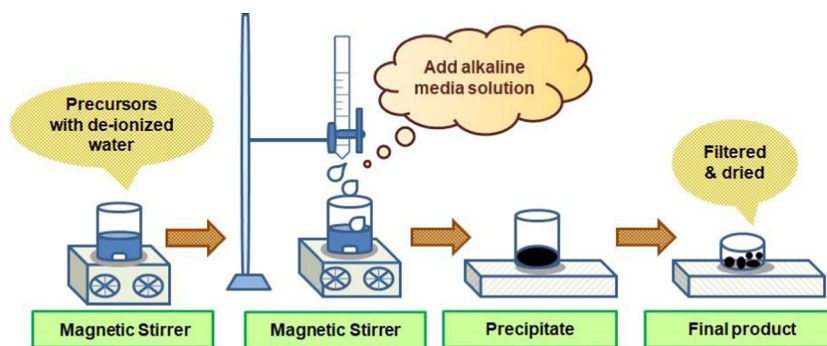 Precursors
with de-ionized
water
Add alkaline
media solution
Filtered
& dried
Magnetic Stirrer
Magnetic Stirrer
Precipitate
Final product